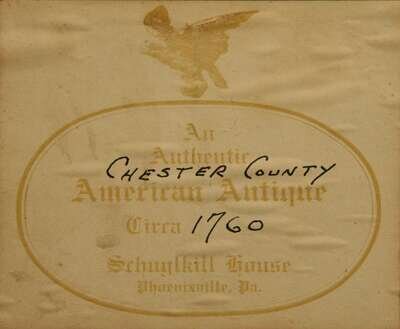 An
Authentic
CHESTER COUNTY
American Antique
Circa 1760
Schuylkill House
Phoenixville, Pa.